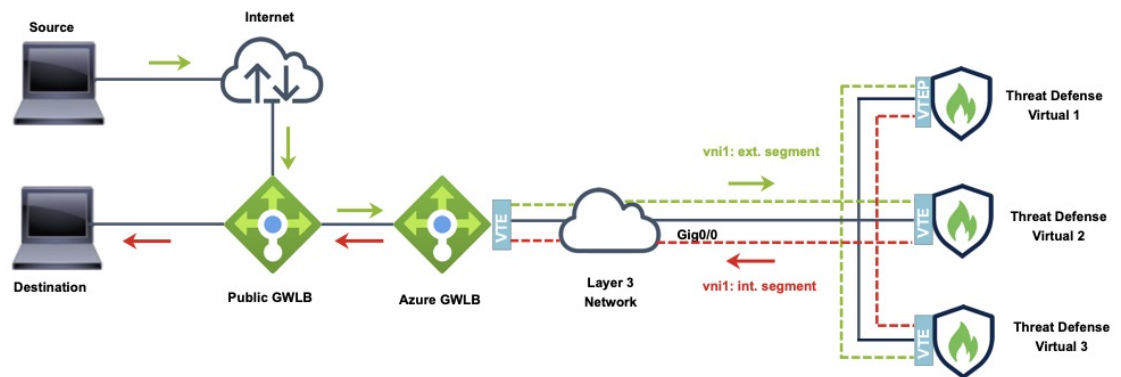 Source
Internet
VTEP
Threat Defense
Virtual 1
vni1: ext. segment
VTE
Gig0/0
VTE
Threat Defense
Virtual 2
Destination
Public GWLB
Azure GWLB
Layer 3
Network
vni1: int. segment
VTE
Threat Defense
Virtual 3